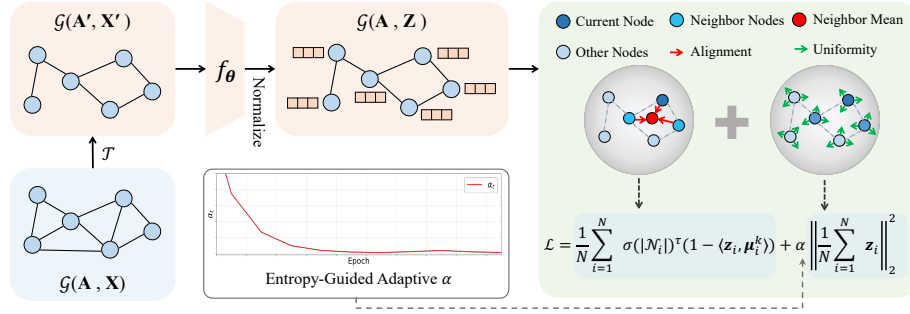 𝒢(A′, X′)
𝒢(A , Z)
f_θ
Normalize
𝒯
𝒢(A, X)
α_t
α_t
Epoch
Entropy-Guided Adaptive α
Current Node
Neighbor Nodes
Neighbor Mean
Other Nodes
Alignment
Uniformity
ℒ = 1/N ∑_{i=1}^{N} σ(|𝒩_i|)^τ (1 − ⟨z_i, μ_i^k⟩) + α ‖1/N ∑_{i=1}^{N} z_i‖_2^2